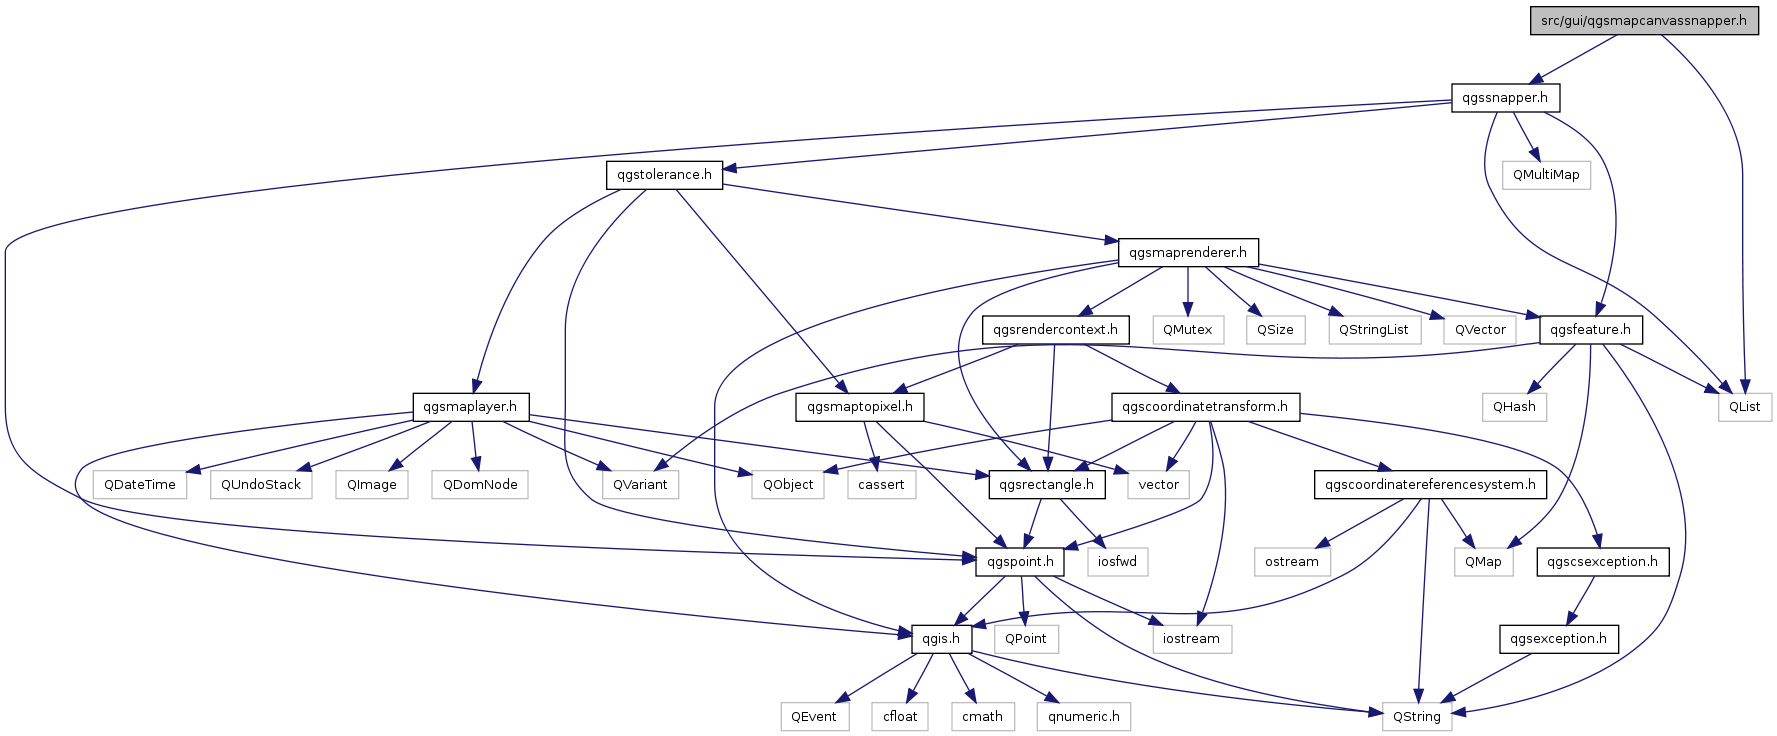 src/gui/qgsmapcanvassnapper.h
qgssnapper.h
qgstolerance.h
QMultiMap
qgsmaprenderer.h
qgsrendercontext.h
QMutex
QSize
QStringList
QVector
qgsfeature.h
qgsmaplayer.h
qgsmaptopixel.h
qgscoordinatetransform.h
QHash
QList
QDateTime
QUndoStack
QImage
QDomNode
QVariant
QObject
cassert
qgsrectangle.h
vector
qgscoordinatereferencesystem.h
qgspoint.h
iosfwd
ostream
QMap
qgscsexception.h
qgis.h
QPoint
iostream
qgsexception.h
QEvent
cfloat
cmath
qnumeric.h
QString